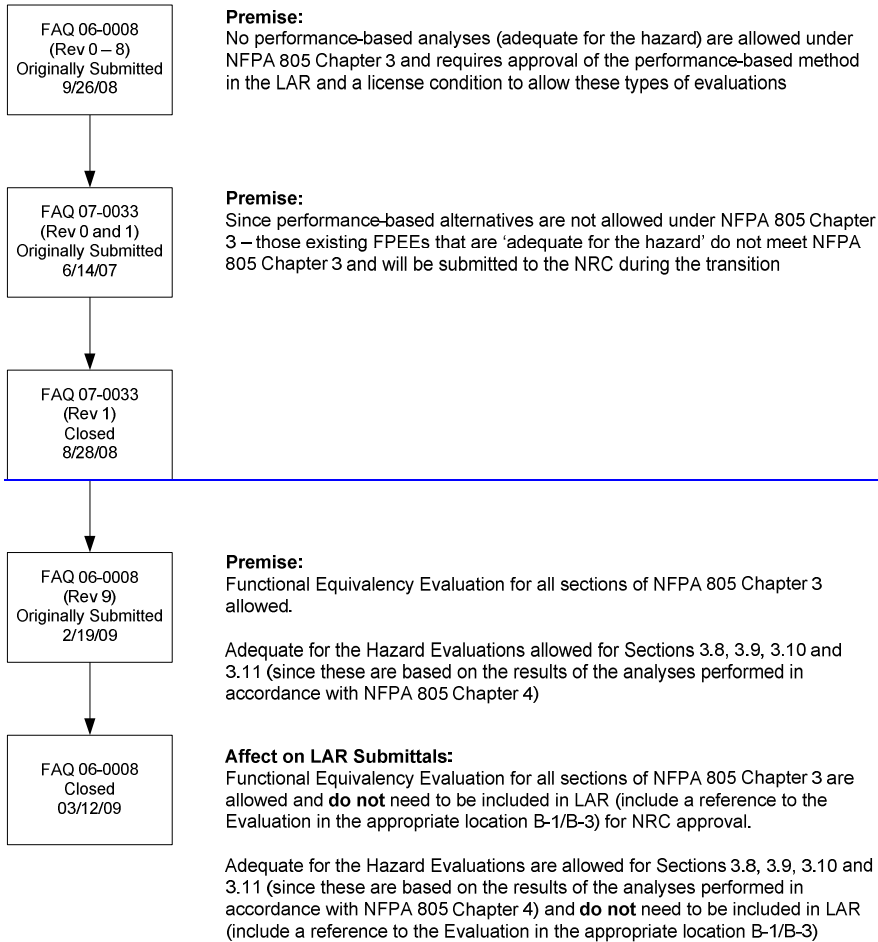 FAQ 06-0008
(Rev 0 – 8)
Originally Submitted
9/26/08
Premise:
No performance-based analyses (adequate for the hazard) are allowed under
NFPA 805 Chapter 3 and requires approval of the performance-based method
in the LAR and a license condition to allow these types of evaluations
FAQ 07-0033
(Rev 0 and 1)
Originally Submitted
6/14/07
Premise:
Since performance-based alternatives are not allowed under NFPA 805 Chapter
3 – those existing FPEEs that are ‘adequate for the hazard’ do not meet NFPA
805 Chapter 3 and will be submitted to the NRC during the transition
FAQ 07-0033
(Rev 1)
Closed
8/28/08
FAQ 06-0008
(Rev 9)
Originally Submitted
2/19/09
Premise:
Functional Equivalency Evaluation for all sections of NFPA 805 Chapter 3
allowed.
Adequate for the Hazard Evaluations allowed for Sections 3.8, 3.9, 3.10 and
3.11 (since these are based on the results of the analyses performed in
accordance with NFPA 805 Chapter 4)
FAQ 06-0008
Closed
03/12/09
Affect on LAR Submittals:
Functional Equivalency Evaluation for all sections of NFPA 805 Chapter 3 are
allowed and do not need to be included in LAR (include a reference to the
Evaluation in the appropriate location B-1/B-3) for NRC approval.
Adequate for the Hazard Evaluations are allowed for Sections 3.8, 3.9, 3.10 and
3.11 (since these are based on the results of the analyses performed in
accordance with NFPA 805 Chapter 4) and do not need to be included in LAR
(include a reference to the Evaluation in the appropriate location B-1/B-3)